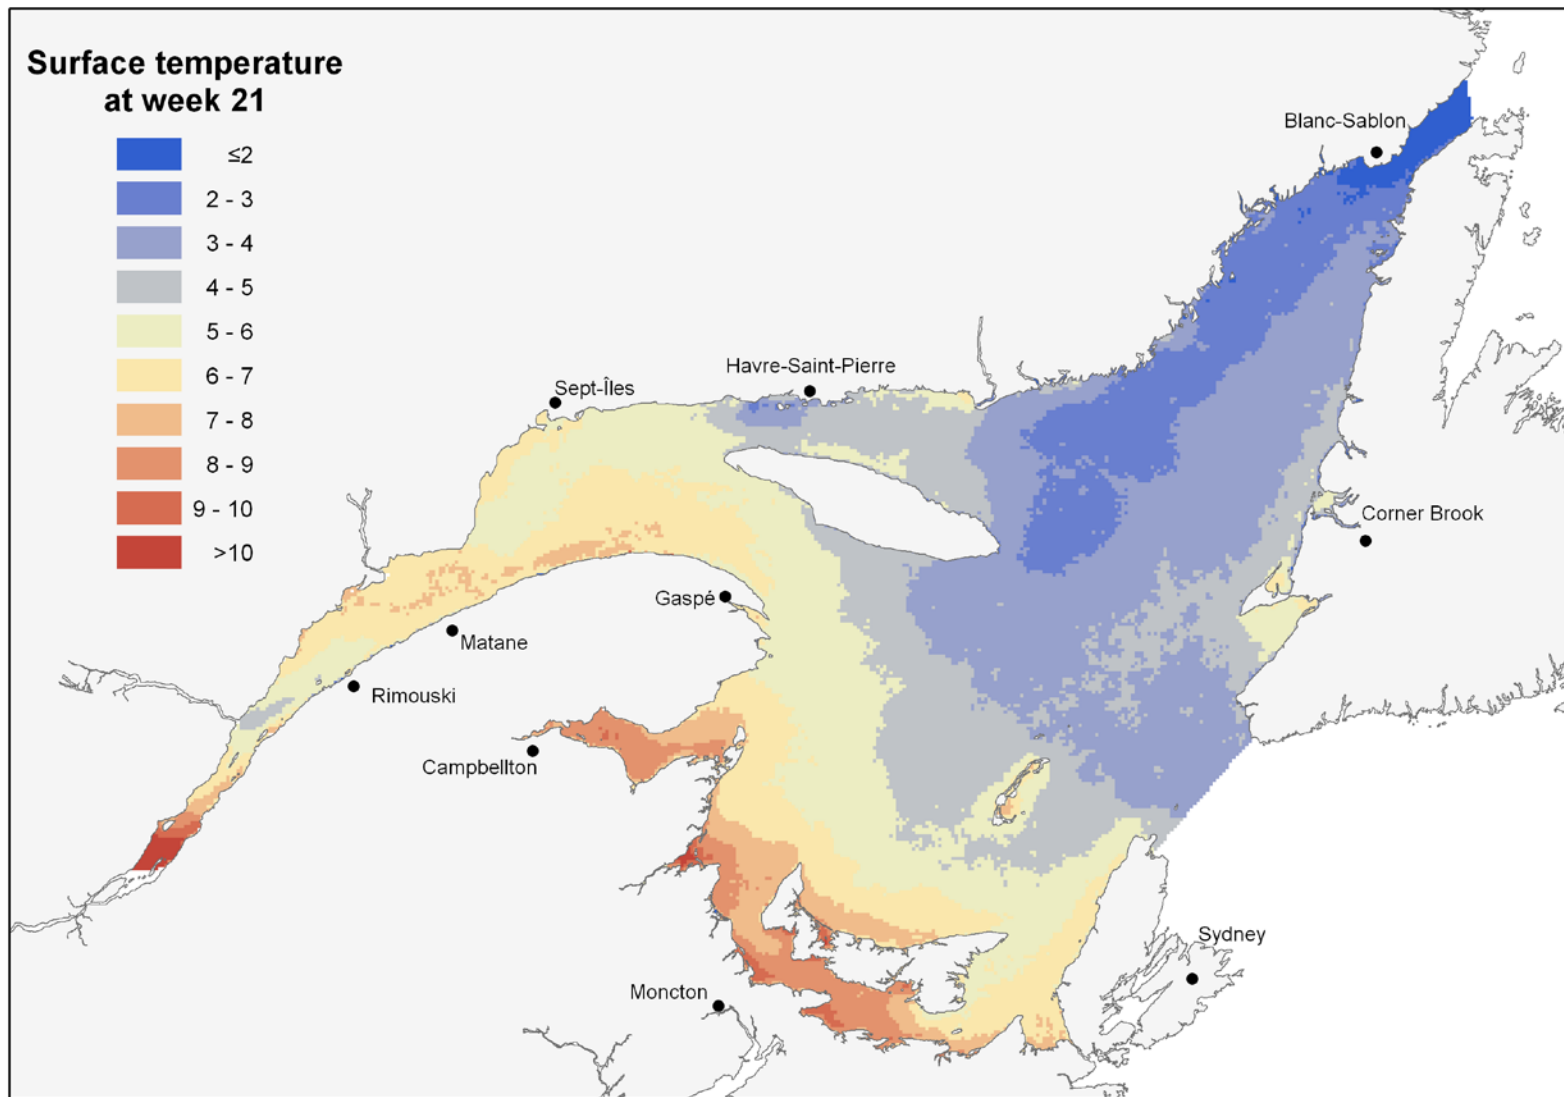 Surface temperature
at week 21
≤2
2 - 3
3 - 4
4 - 5
5 - 6
6 - 7
7 - 8
8 - 9
9 - 10
>10
Blanc-Sablon
Havre-Saint-Pierre
Sept-Îles
Corner Brook
Gaspé
Matane
Rimouski
Campbellton
Sydney
Moncton